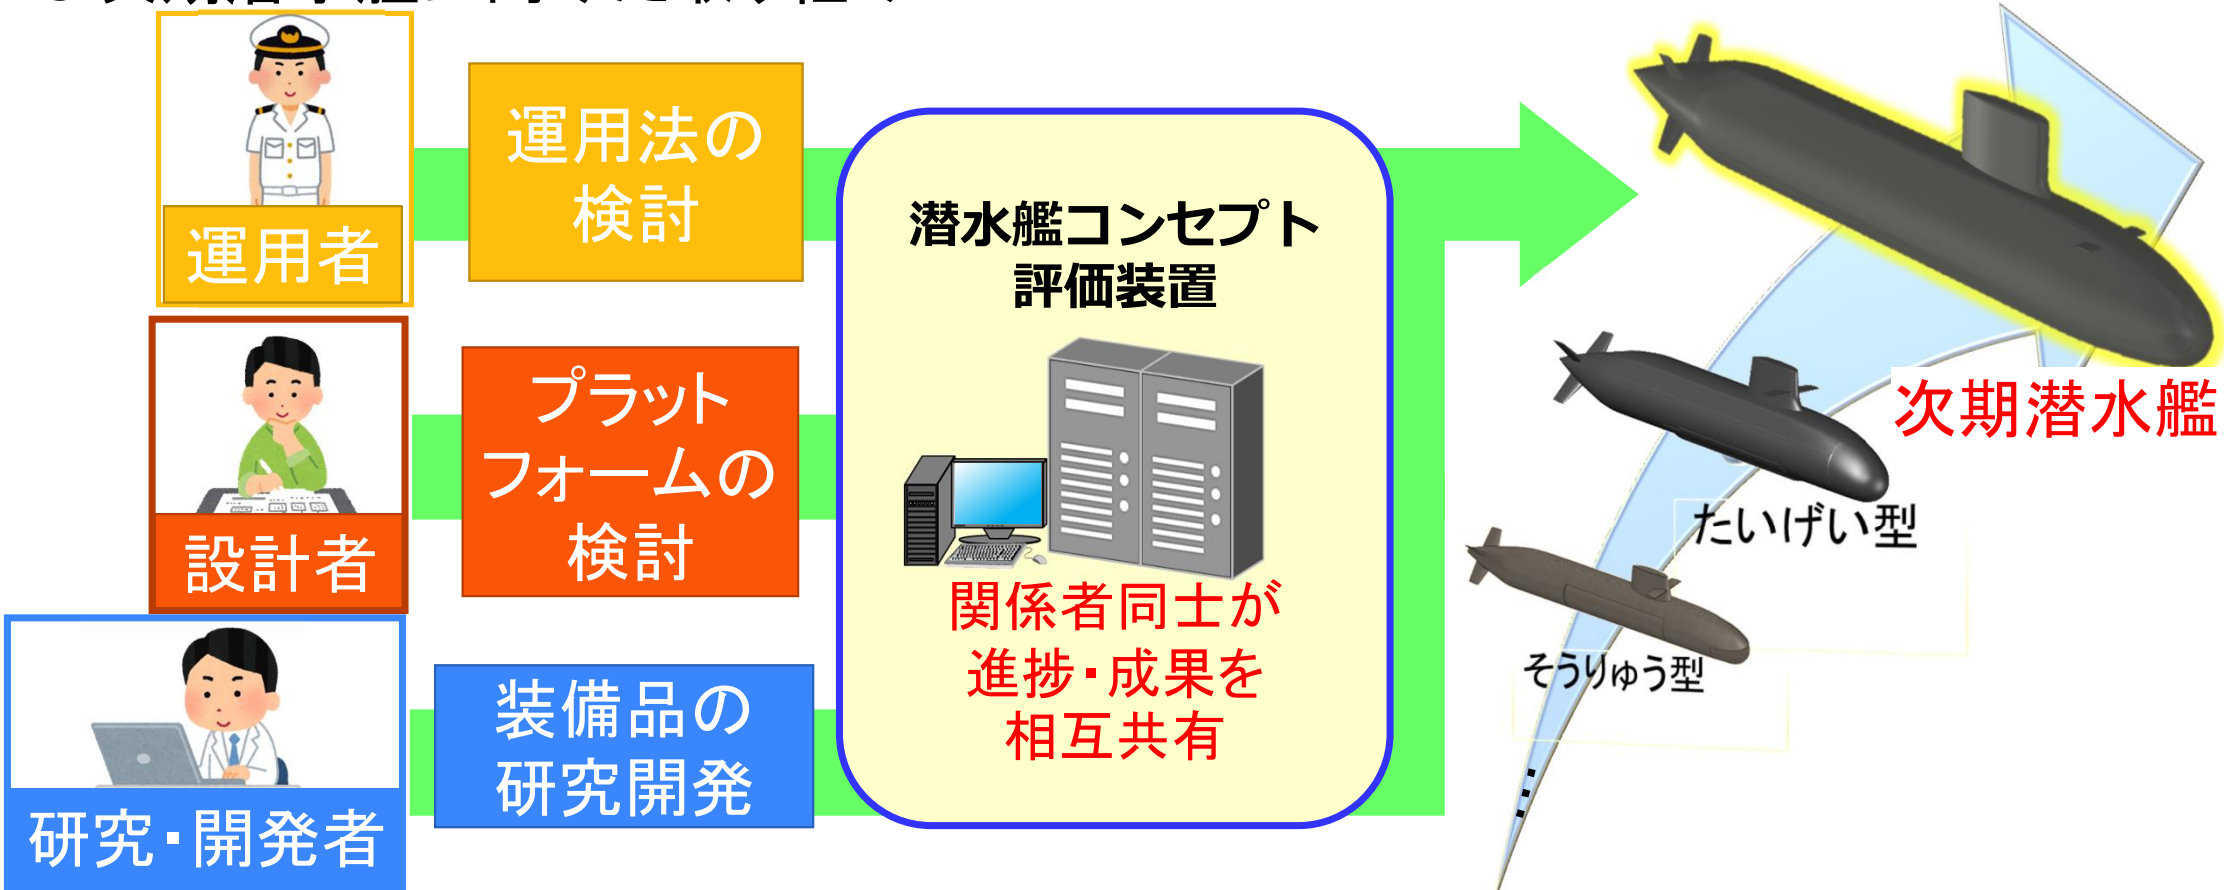 運用者
運用法の
検討
設計者
プラット
フォームの
検討
研究・開発者
装備品の
研究開発
潜水艦コンセプト
評価装置
関係者同士が
進捗・成果を
相互共有
次期潜水艦
たいげい型
そうりゅう型